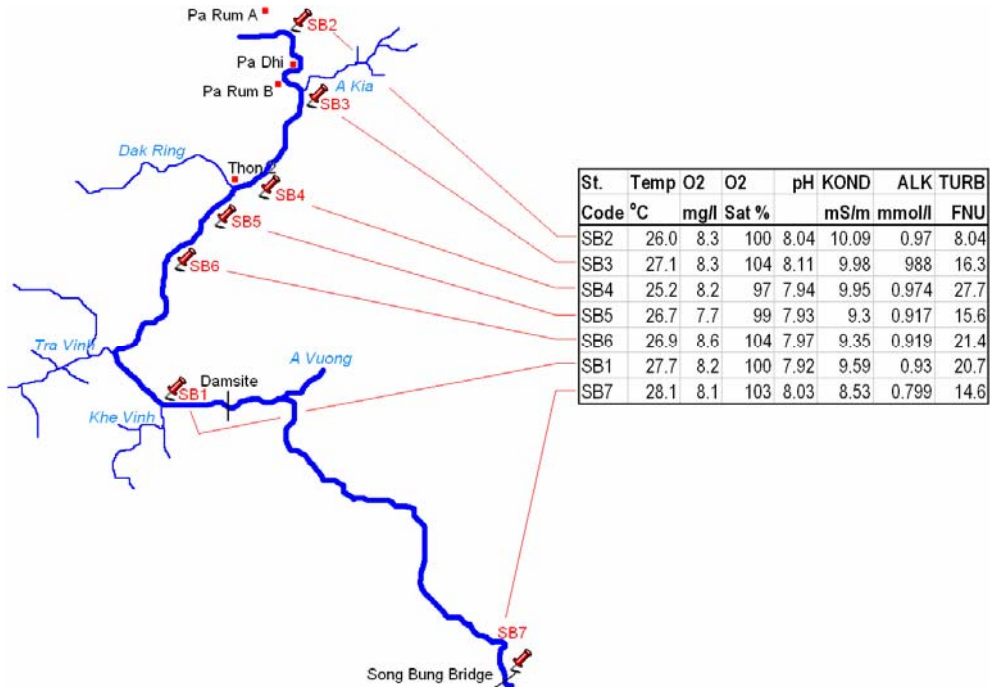 Pa Rum A
SB2
Pa Dhi
Pa Rum B
A Kia
SB3
Dak Ring
Thon 2
SB4
SB5
SB6
Tra Vinh
A Vuong
SB1
Damsite
Khe Vinh
SB7
Song Bung Bridge
St. Temp O2 O2 pH KOND ALK TURB
Code °C mg/l Sat % mS/m mmol/l FNU
SB2 26.0 8.3 100 8.04 10.09 0.97 8.04
SB3 27.1 8.3 104 8.11 9.98 988 16.3
SB4 25.2 8.2 97 7.94 9.95 0.974 27.7
SB5 26.7 7.7 99 7.93 9.3 0.917 15.6
SB6 26.9 8.6 104 7.97 9.35 0.919 21.4
SB1 27.7 8.2 100 7.92 9.59 0.93 20.7
SB7 28.1 8.1 103 8.03 8.53 0.799 14.6